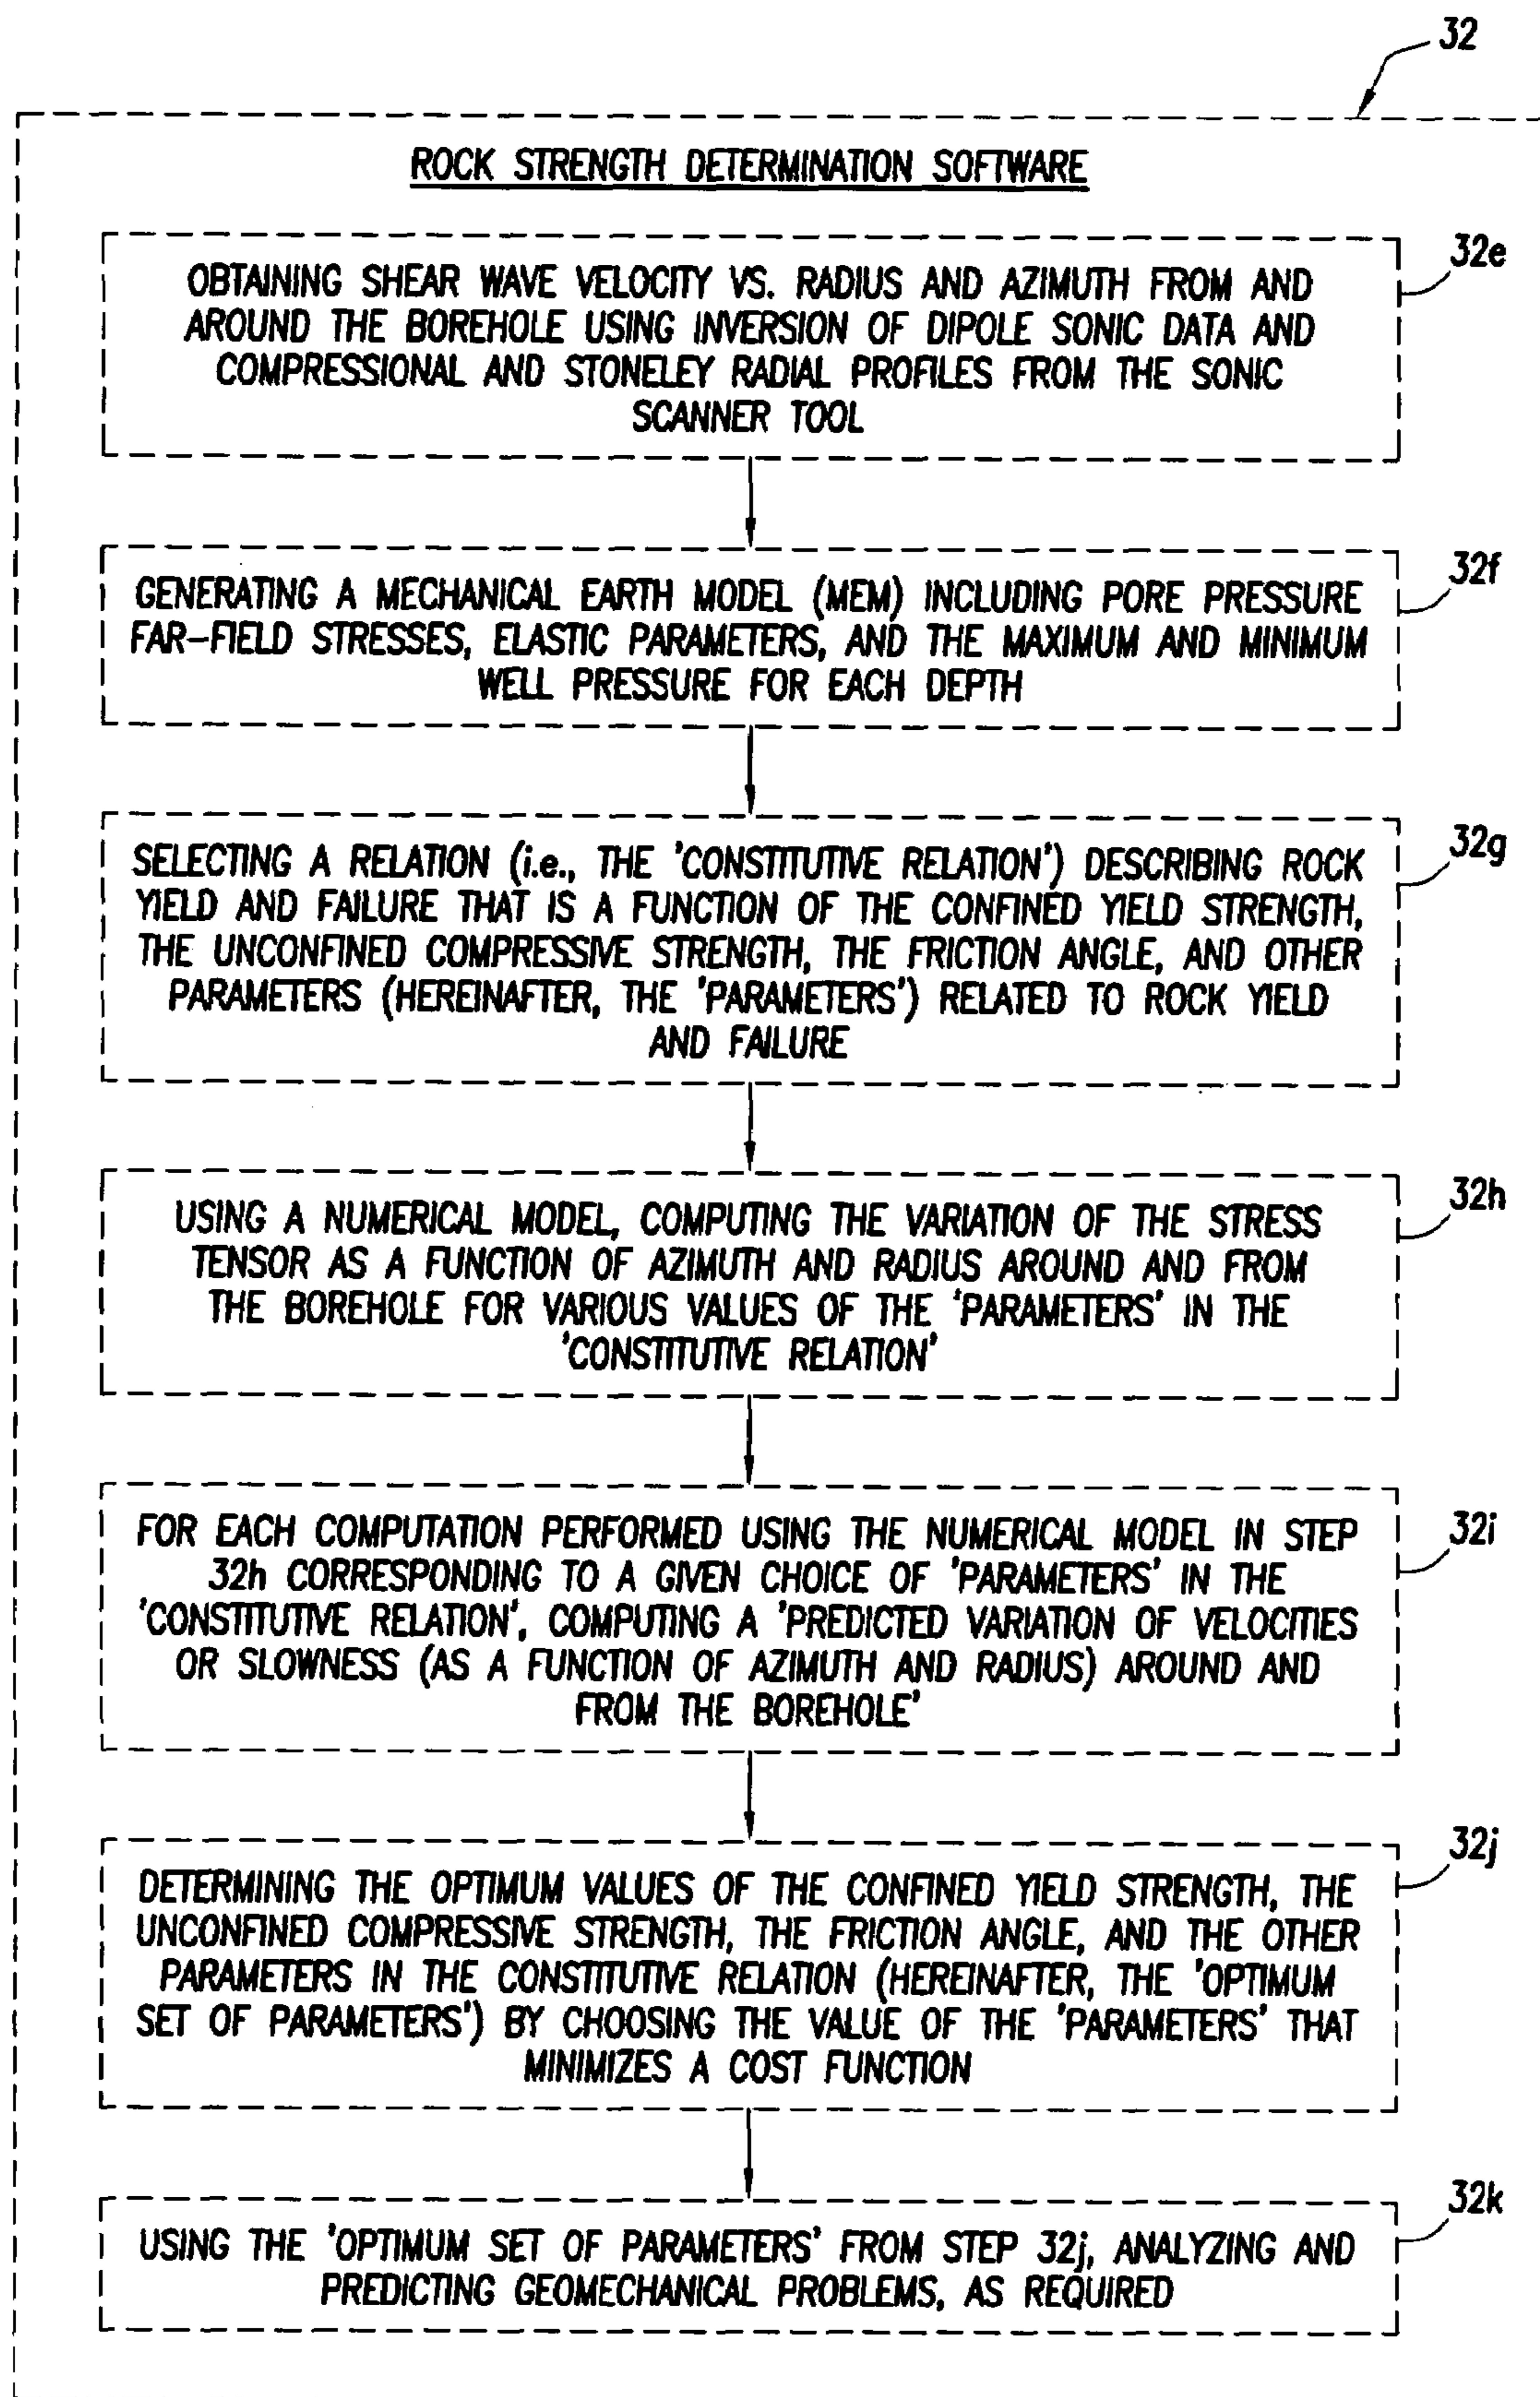 32
ROCK STRENGTH DETERMINATION SOFTWARE
32e
OBTAINING SHEAR WAVE VELOCITY VS. RADIUS AND AZIMUTH FROM AND
AROUND THE BOREHOLE USING INVERSION OF DIPOLE SONIC DATA AND
COMPRESSIONAL AND STONELEY RADIAL PROFILES FROM THE SONIC
SCANNER TOOL
32f
GENERATING A MECHANICAL EARTH MODEL (MEM) INCLUDING PORE PRESSURE
FAR-FIELD STRESSES, ELASTIC PARAMETERS, AND THE MAXIMUM AND MINIMUM
WELL PRESSURE FOR EACH DEPTH
32g
SELECTING A RELATION (i.e., THE 'CONSTITUTIVE RELATION') DESCRIBING ROCK
YIELD AND FAILURE THAT IS A FUNCTION OF THE CONFINED YIELD STRENGTH,
THE UNCONFINED COMPRESSIVE STRENGTH, THE FRICTION ANGLE, AND OTHER
PARAMETERS (HEREINAFTER, THE 'PARAMETERS') RELATED TO ROCK YIELD
AND FAILURE
32h
USING A NUMERICAL MODEL, COMPUTING THE VARIATION OF THE STRESS
TENSOR AS A FUNCTION OF AZIMUTH AND RADIUS AROUND AND FROM
THE BOREHOLE FOR VARIOUS VALUES OF THE 'PARAMETERS' IN THE
'CONSTITUTIVE RELATION'
32i
FOR EACH COMPUTATION PERFORMED USING THE NUMERICAL MODEL IN STEP
32h CORRESPONDING TO A GIVEN CHOICE OF 'PARAMETERS' IN THE
'CONSTITUTIVE RELATION', COMPUTING A 'PREDICTED VARIATION OF VELOCITIES
OR SLOWNESS (AS A FUNCTION OF AZIMUTH AND RADIUS) AROUND AND
FROM THE BOREHOLE'
32j
DETERMINING THE OPTIMUM VALUES OF THE CONFINED YIELD STRENGTH, THE
UNCONFINED COMPRESSIVE STRENGTH, THE FRICTION ANGLE, AND THE OTHER
PARAMETERS IN THE CONSTITUTIVE RELATION (HEREINAFTER, THE 'OPTIMUM
SET OF PARAMETERS') BY CHOOSING THE VALUE OF THE 'PARAMETERS' THAT
MINIMIZES A COST FUNCTION
32k
USING THE 'OPTIMUM SET OF PARAMETERS' FROM STEP 32j, ANALYZING AND
PREDICTING GEOMECHANICAL PROBLEMS, AS REQUIRED